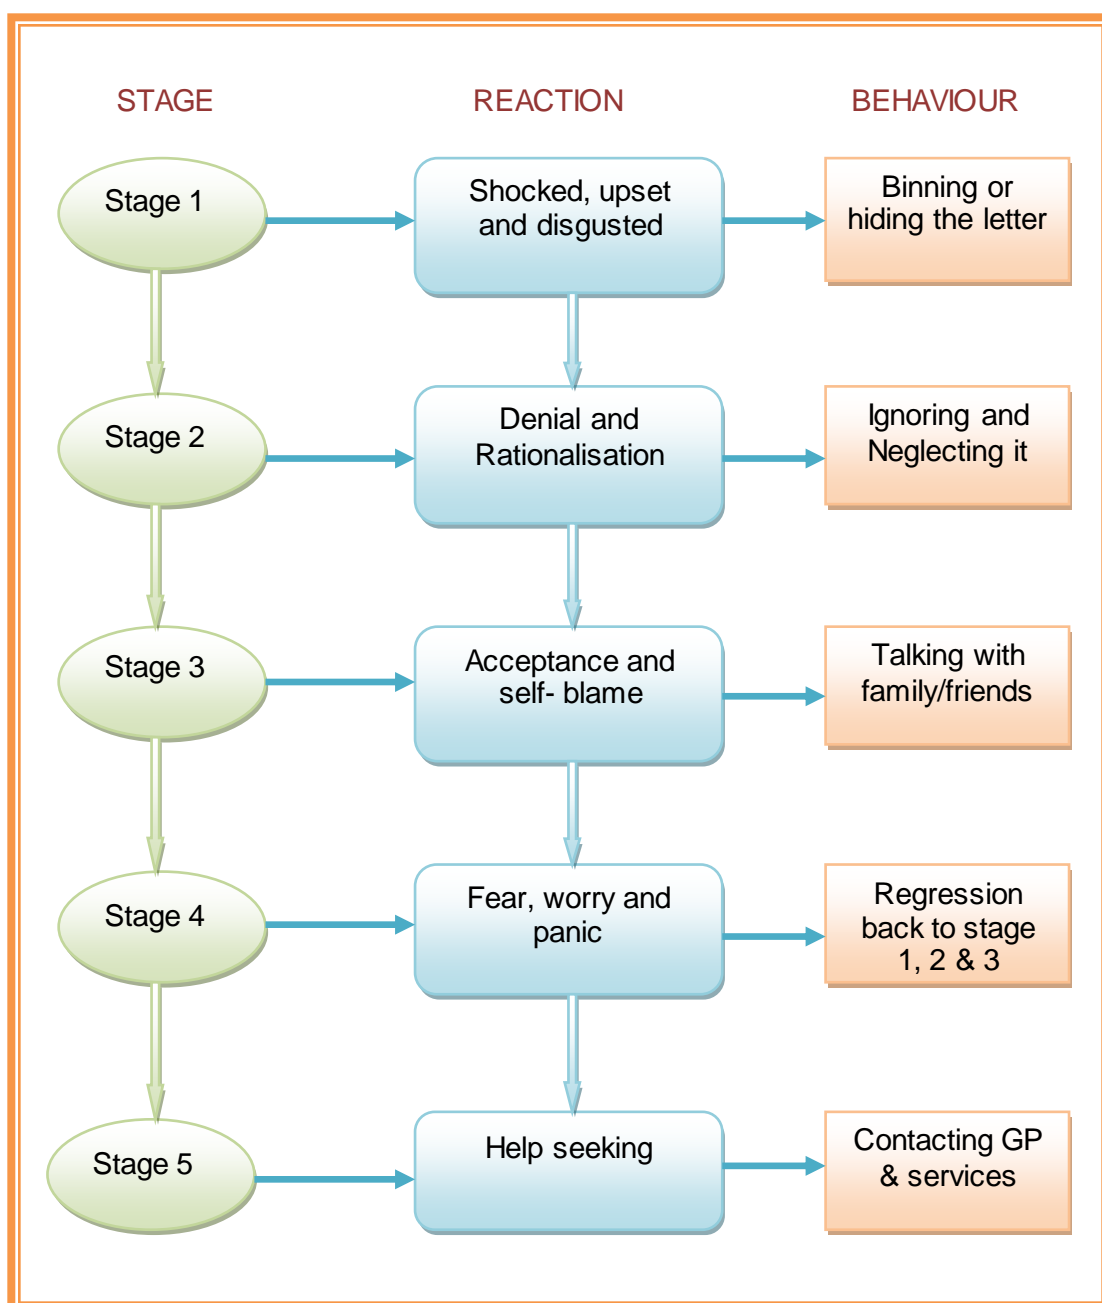 STAGE REACTION BEHAVIOUR
Stage 1
Shocked, upset
and disgusted
Binning or
hiding the letter
Stage 2
Denial and
Rationalisation
Ignoring and
Neglecting it
Stage 3
Acceptance and
self- blame
Talking with
family/friends
Stage 4
Fear, worry and
panic
Regression
back to stage
1, 2 & 3
Stage 5
Help seeking
Contacting GP
& services